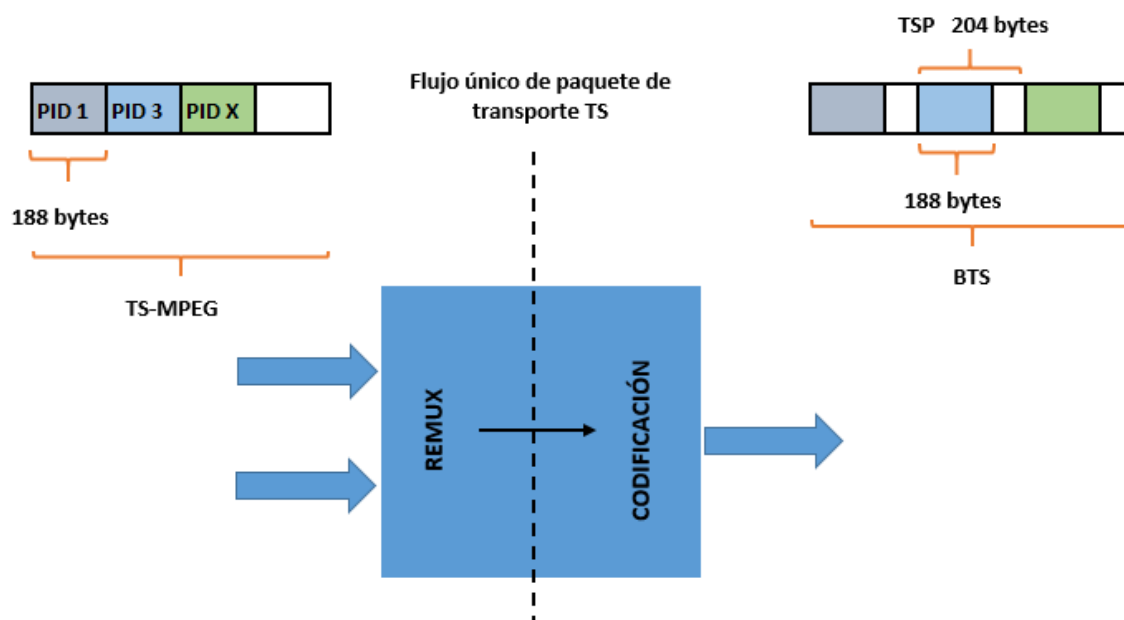 TSP 204 bytes
Flujo único de paquete de
transporte TS
PID 1 PID 3 PID X
188 bytes
188 bytes
TS-MPEG
BTS
REMUX
CODIFICACIÓN